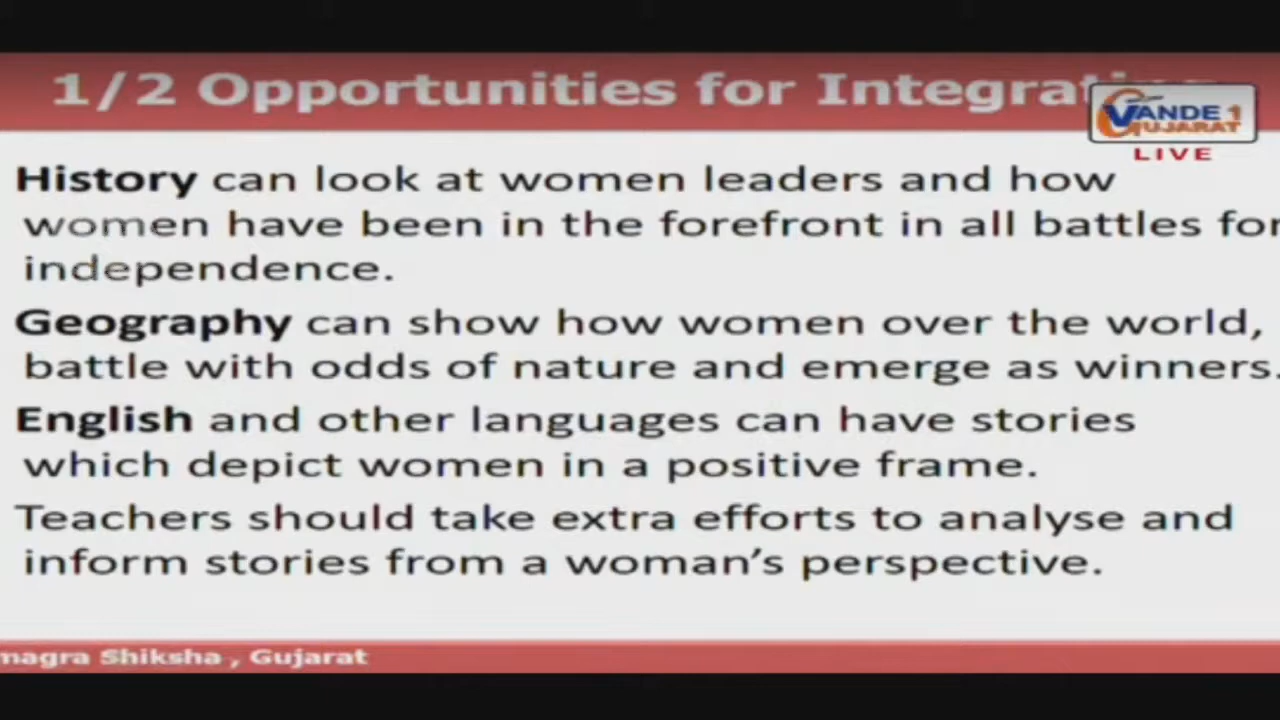 1/2 Opportunities for
VANDE 1
GUJARAT
LIVE
History can look at women leaders and how
women have been in the forefront in all battles for
independence.
Geography can show how women over the world,
battle with odds of nature and emerge as winners.
English and other languages can have stories
which depict women in a positive frame.
Teachers should take extra efforts to analyse and
inform stories from a woman’s perspective.
magra Shiksha , Gujarat